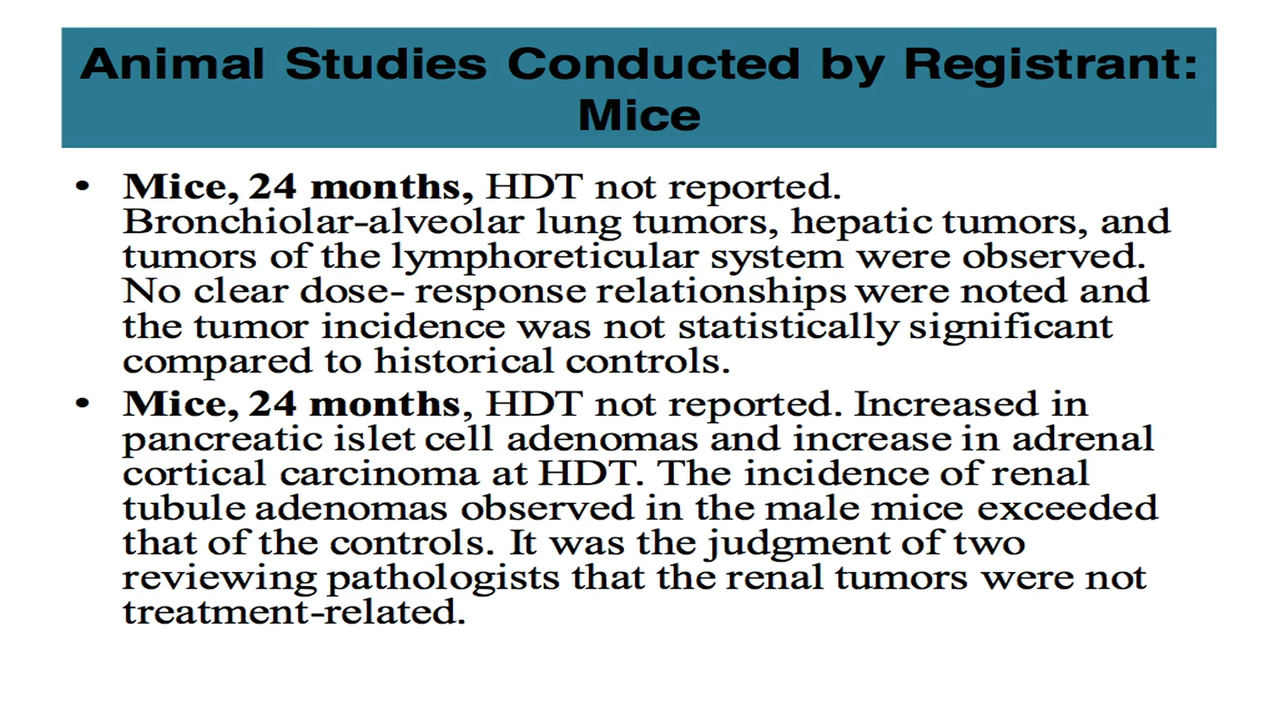 Animal Studies Conducted by Registrant:
Mice
• Mice, 24 months, HDT not reported.
Bronchiolar-alveolar lung tumors, hepatic tumors, and
tumors of the lymphoreticular system were observed.
No clear dose- response relationships were noted and
the tumor incidence was not statistically significant
compared to historical controls.
• Mice, 24 months, HDT not reported. Increased in
pancreatic islet cell adenomas and increase in adrenal
cortical carcinoma at HDT. The incidence of renal
tubule adenomas observed in the male mice exceeded
that of the controls. It was the judgment of two
reviewing pathologists that the renal tumors were not
treatment-related.